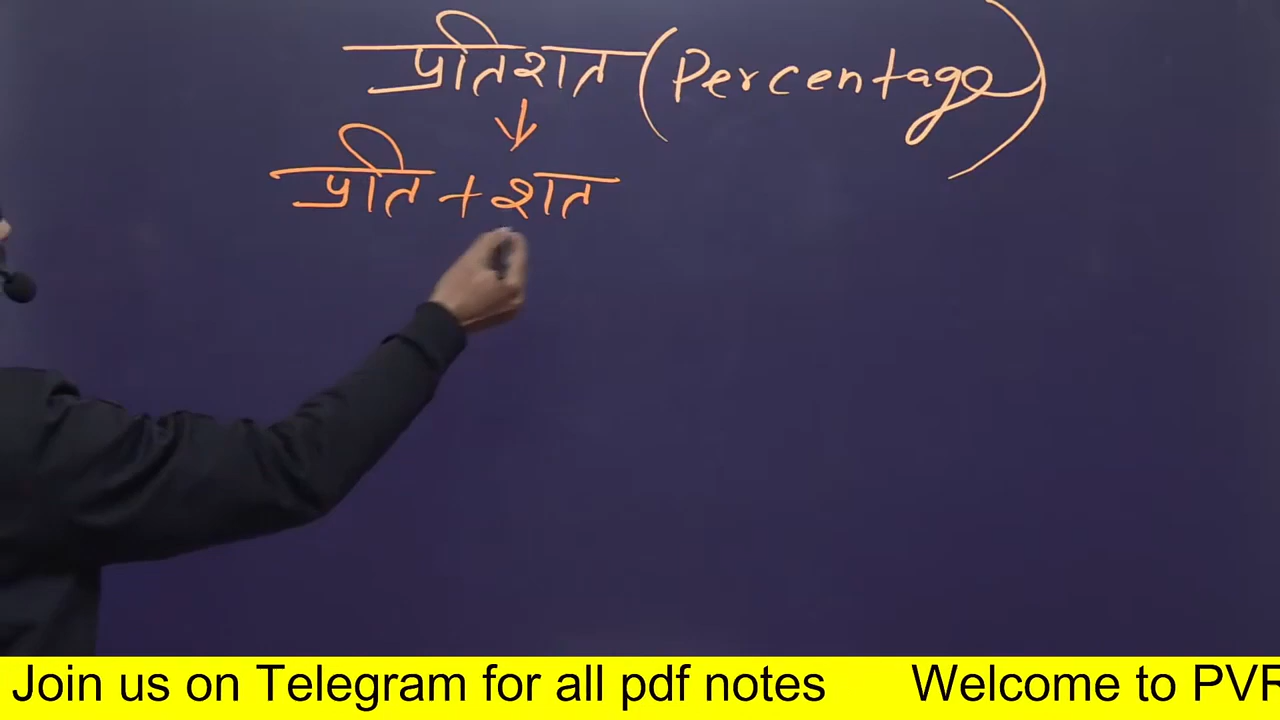 प्रतिशत (Percentage)
↓
प्रति + शत
Join us on Telegram for all pdf notes Welcome to PVR